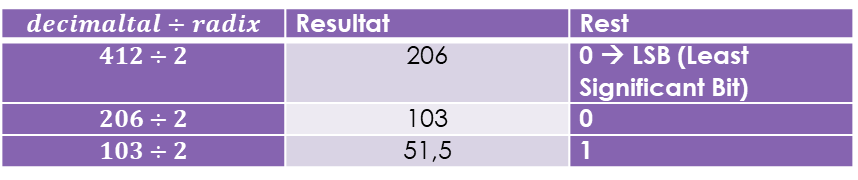 decimaltal ÷ radix Resultat Rest
412 ÷ 2 206 0 → LSB (Least
Significant Bit)
206 ÷ 2 103 0
103 ÷ 2 51,5 1